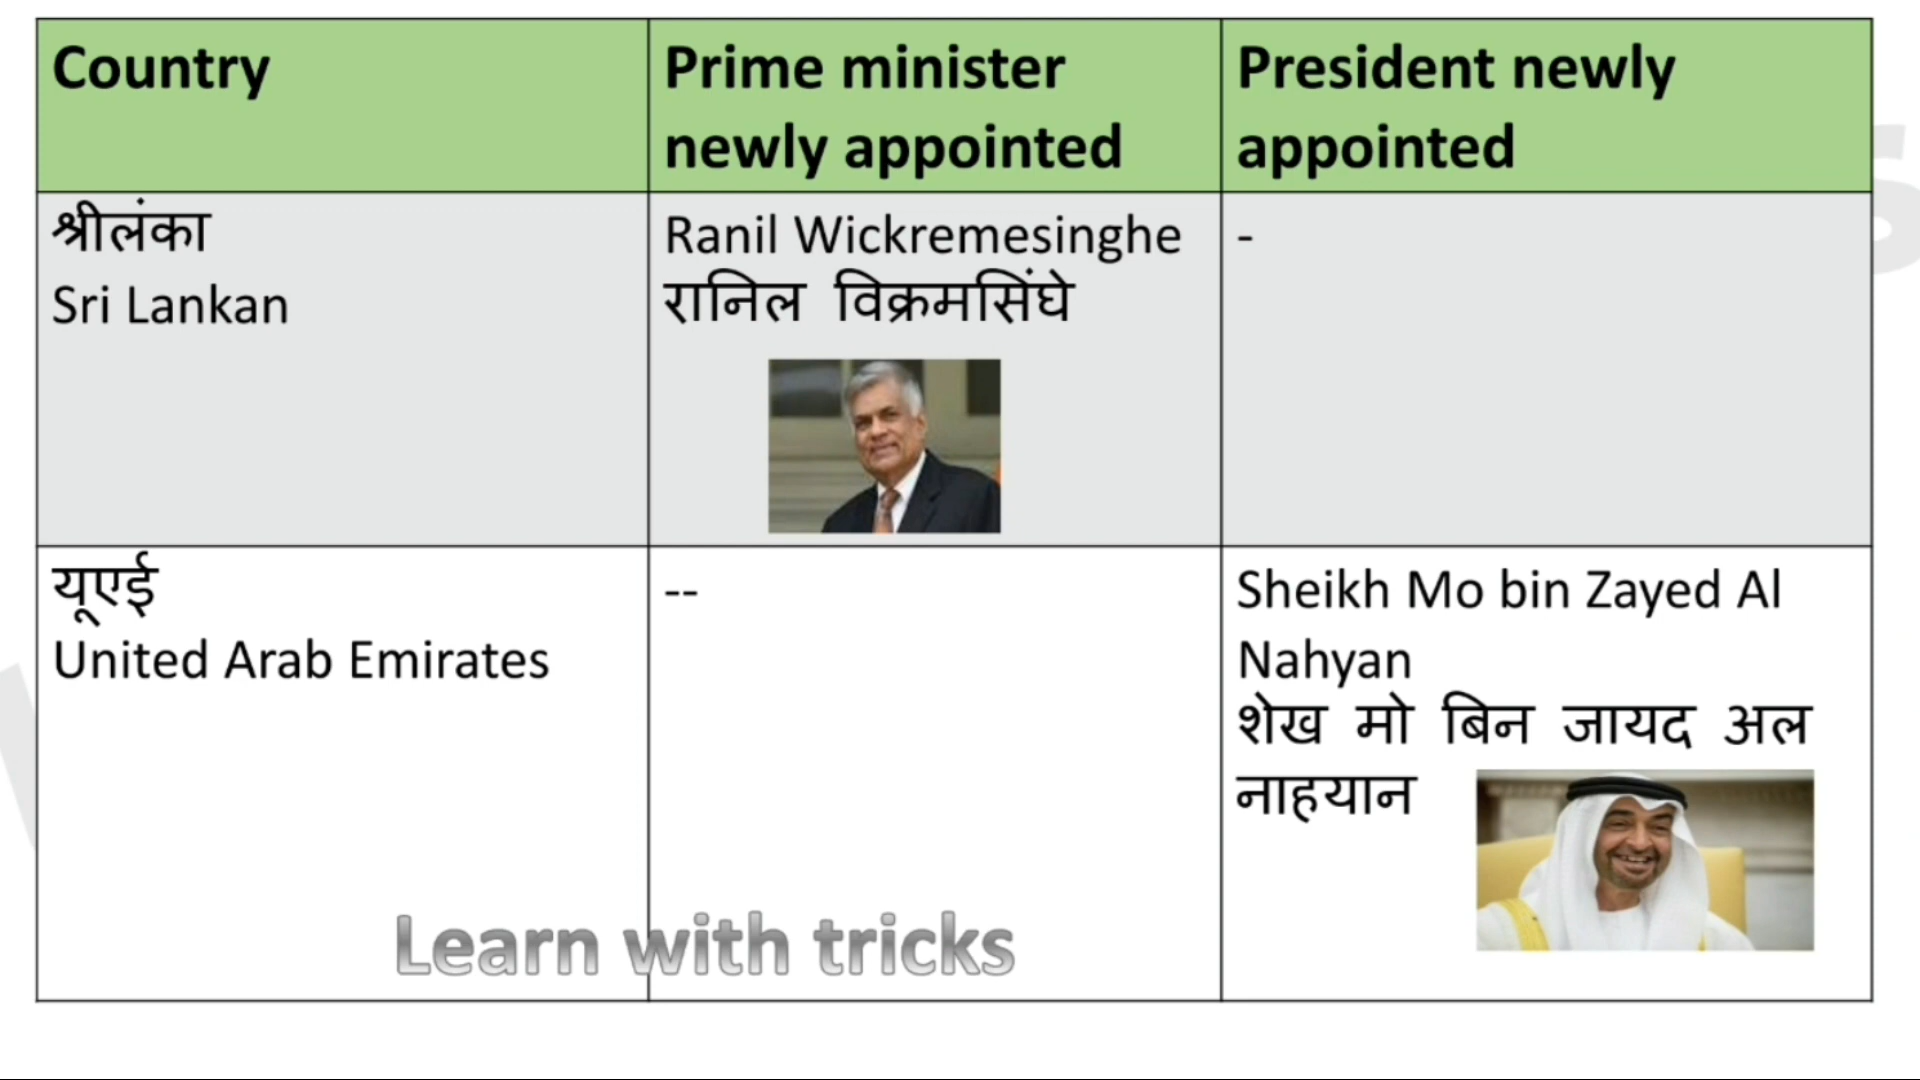 Country
Prime minister
newly appointed
President newly
appointed
श्रीलंका
Sri Lankan
Ranil Wickremesinghe
रानिल विक्रमसिंघे
-
यूएई
United Arab Emirates
--
Sheikh Mo bin Zayed Al
Nahyan
शेख मो बिन जायद अल
नाहयान
Learn with tricks